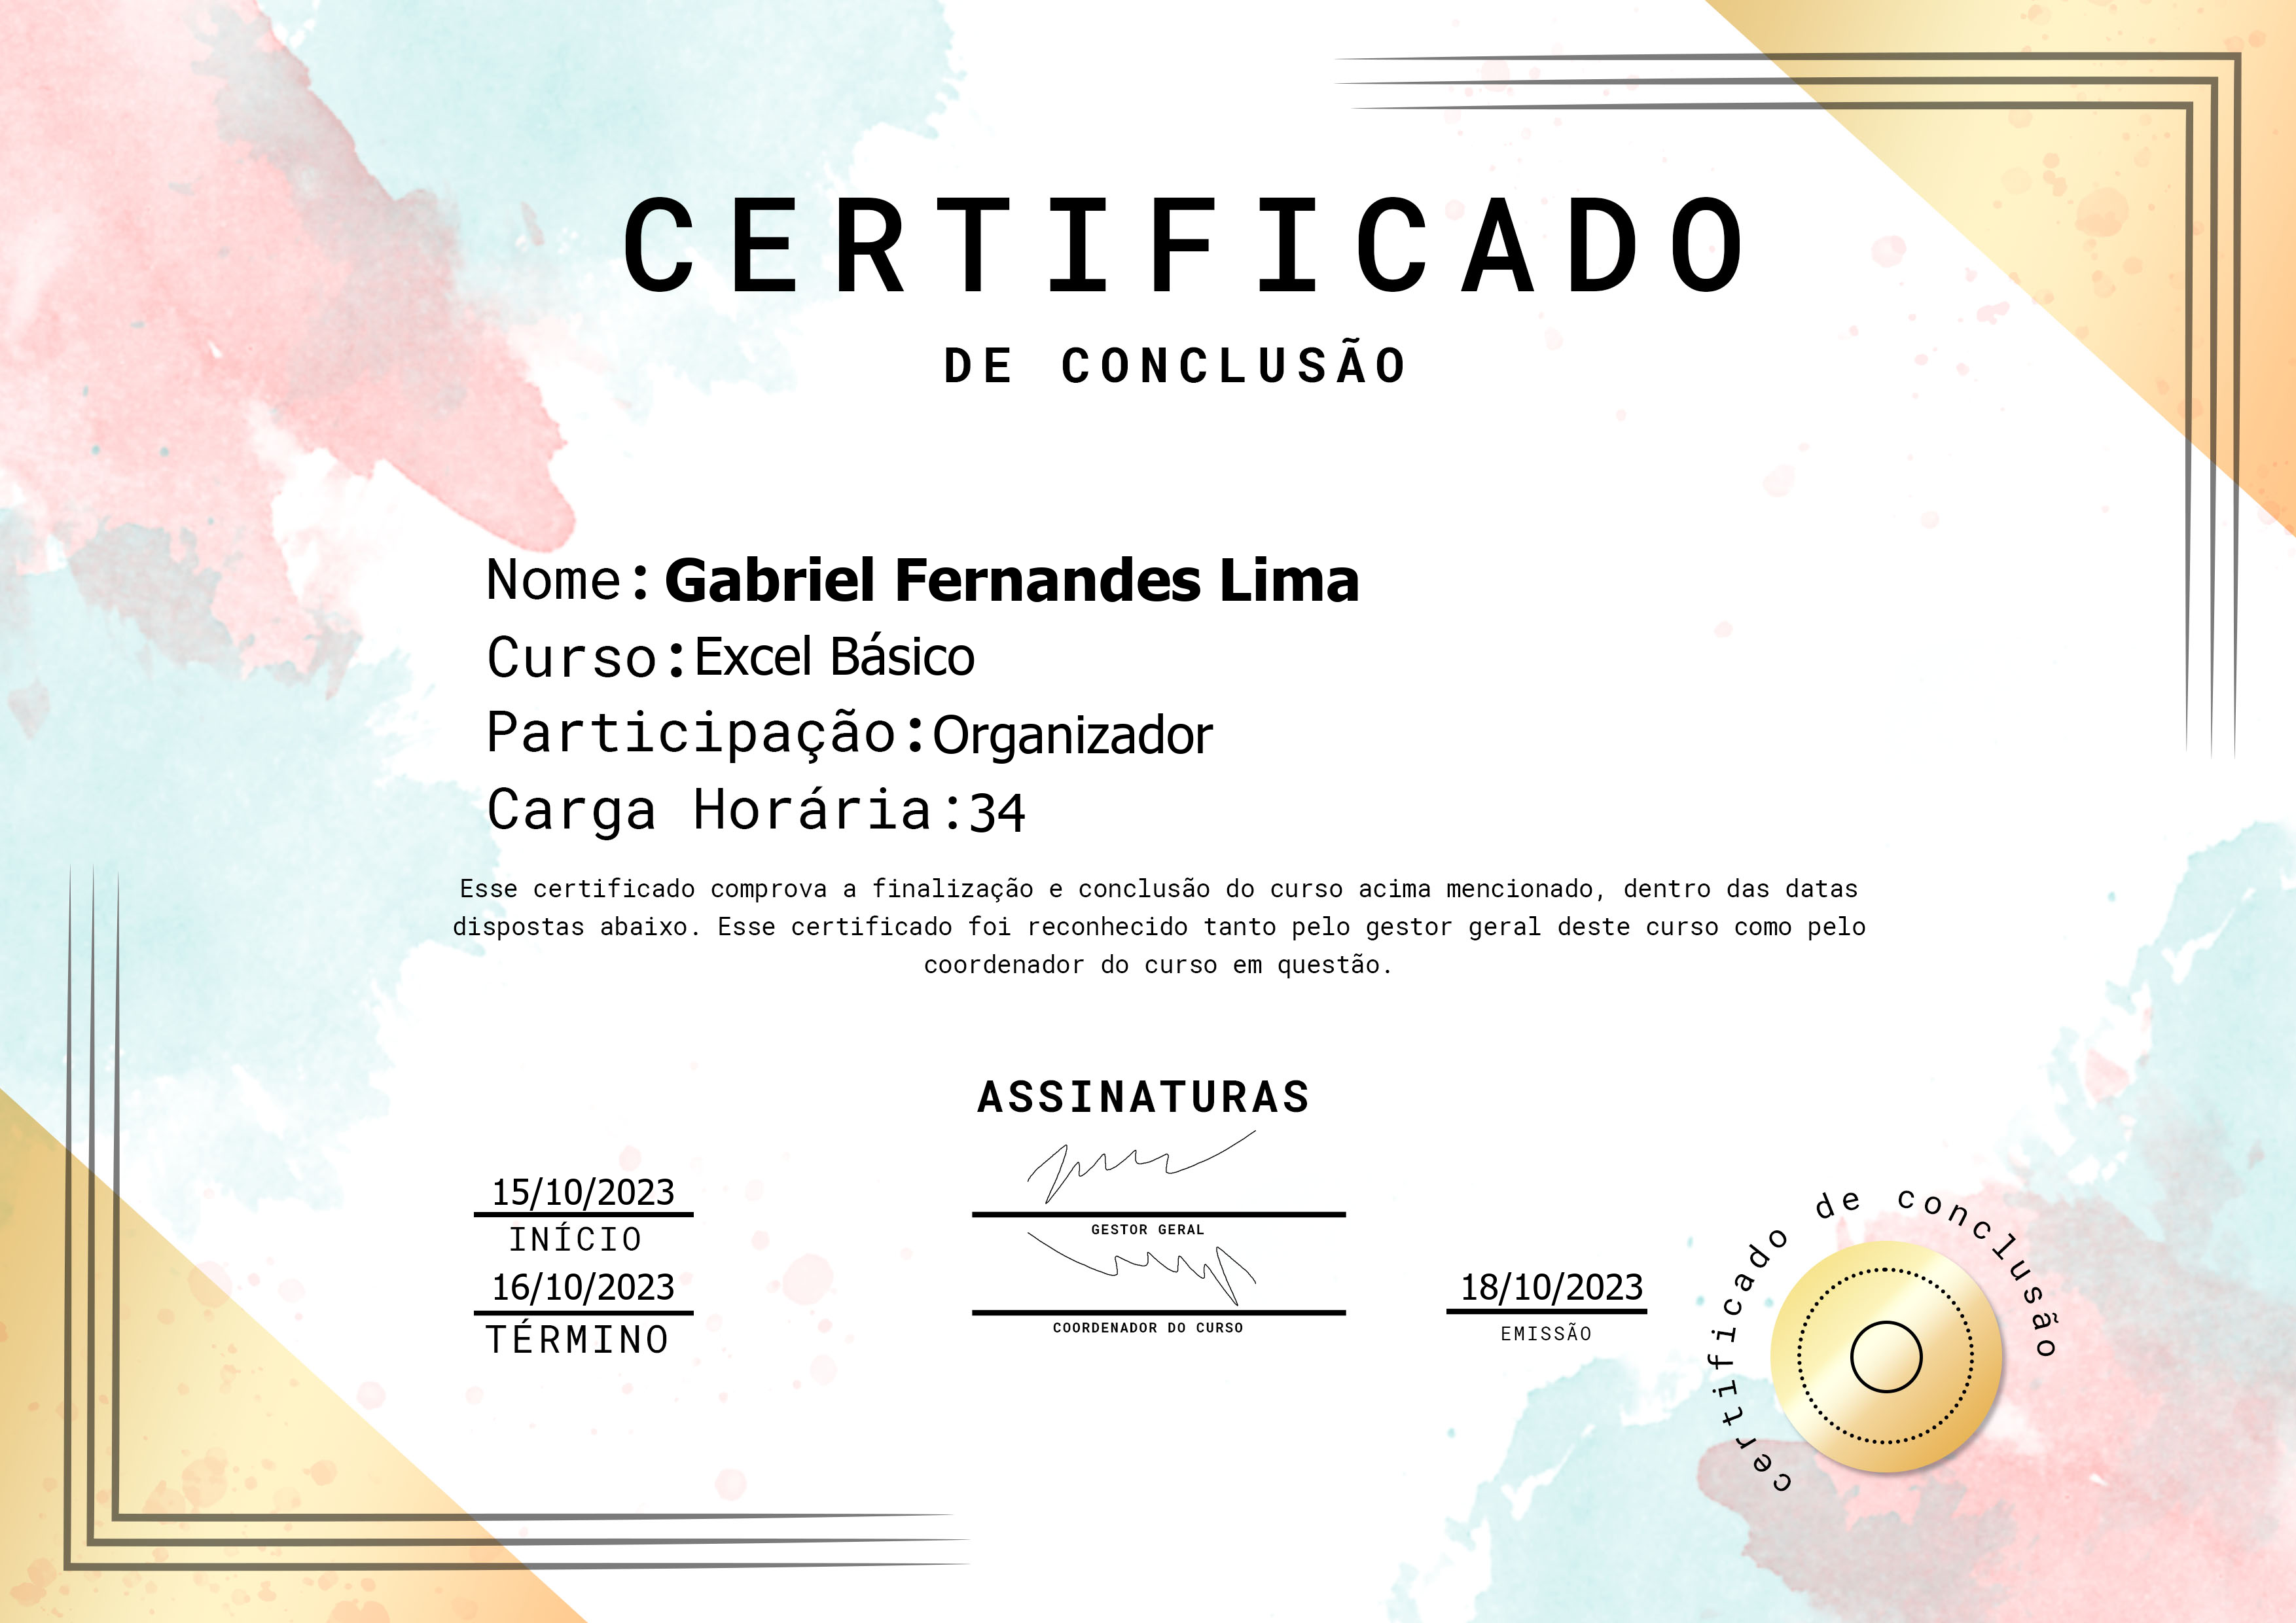 CERTIFICADO
DE CONCLUSÃO
Nome: Gabriel Fernandes Lima
Curso: Excel Básico
Participação: Organizador
Carga Horária: 34
Esse certificado comprova a finalização e conclusão do curso acima mencionado, dentro das datas
dispostas abaixo. Esse certificado foi reconhecido tanto pelo gestor geral deste curso como pelo
coordenador do curso em questão.
ASSINATURAS
15/10/2023
INÍCIO
GESTOR GERAL
16/10/2023
TÉRMINO
COORDENADOR DO CURSO
18/10/2023
EMISSÃO
certificado de conclusão